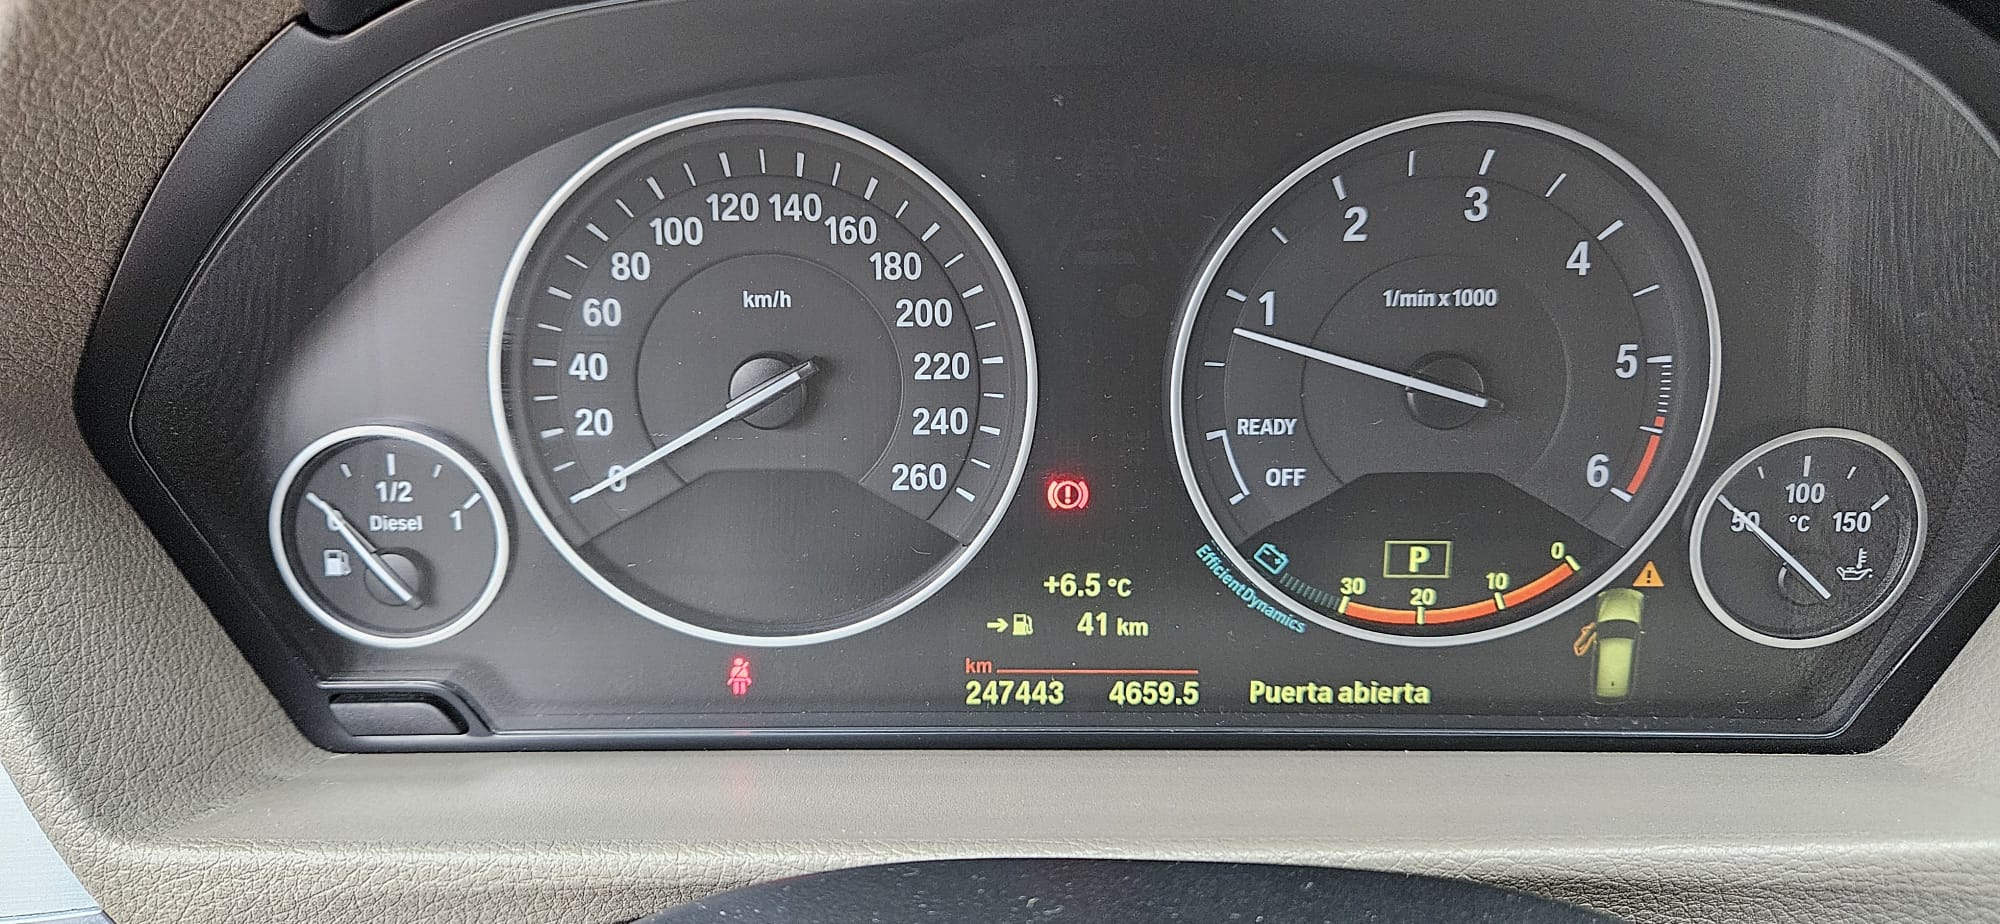 km/h
0
20
40
60
80
100
120
140
160
180
200
220
240
260
1/min x 1000
1
2
3
4
5
6
READY
OFF
0
1/2
1
Diesel
50
100
150
°C
+6.5 °C
→ 41 km
km
247443 4659.5
P
30
20
10
0
EfficientDynamics
Puerta abierta